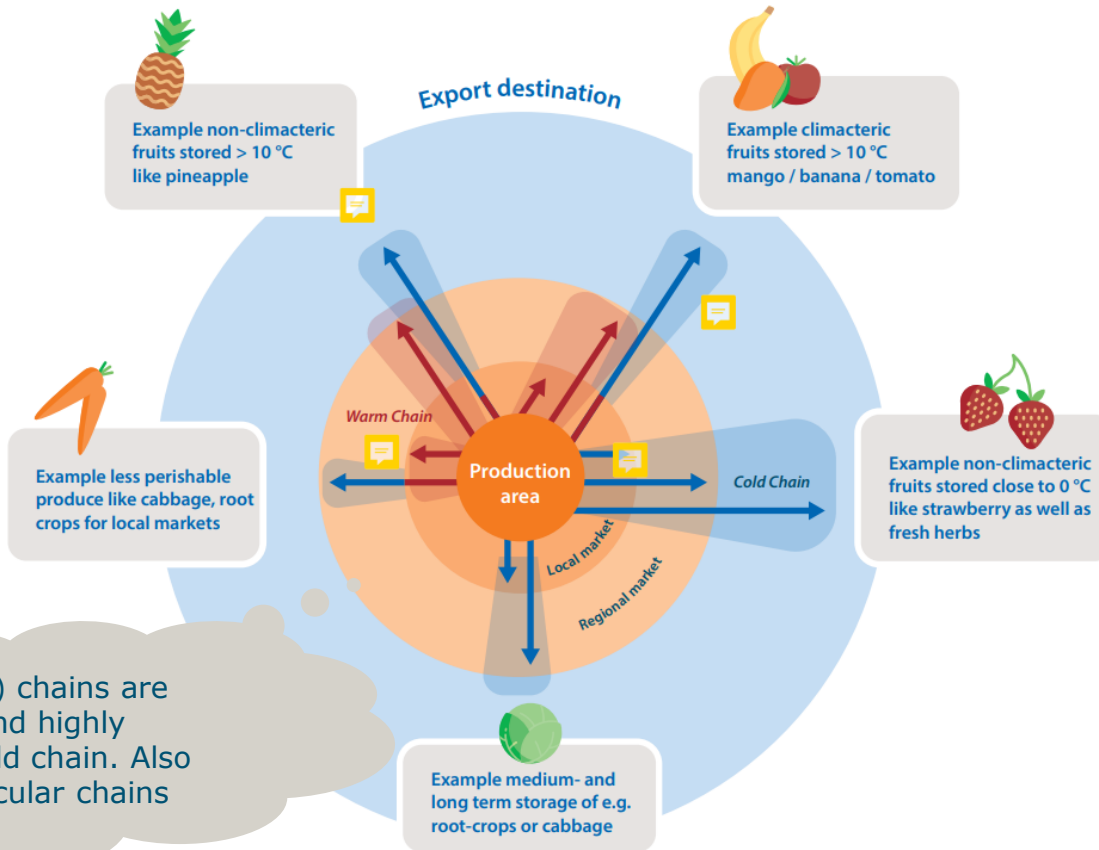 Export destination
Example non-climacteric
fruits stored > 10 °C
like pineapple
Example climacteric
fruits stored > 10 °C
mango / banana / tomato
Warm Chain
Production
area
Cold Chain
Example less perishable
produce like cabbage, root
crops for local markets
Example non-climacteric
fruits stored close to 0 °C
like strawberry as well as
fresh herbs
Local market
Regional market
) chains are
nd highly
ld chain. Also
cular chains
Example medium- and
long term storage of e.g.
root-crops or cabbage